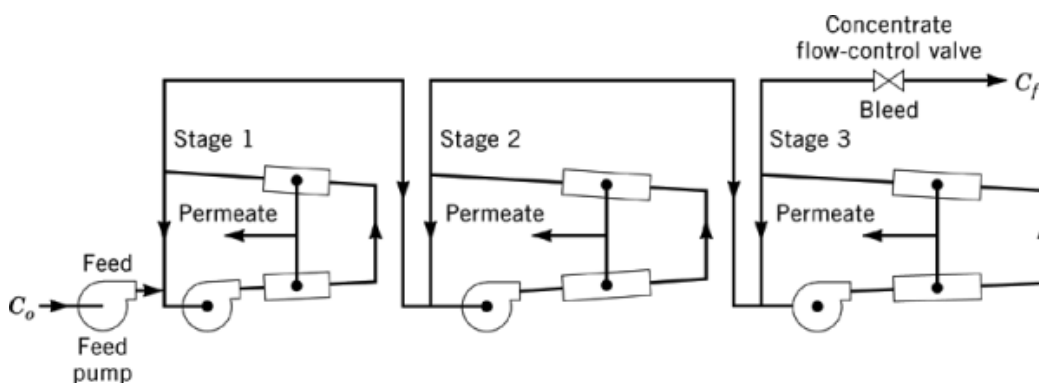 Concentrate
flow-control valve
C_f
Bleed
Stage 1
Stage 2
Stage 3
Permeate
Permeate
Permeate
Feed
C_o
Feed
pump